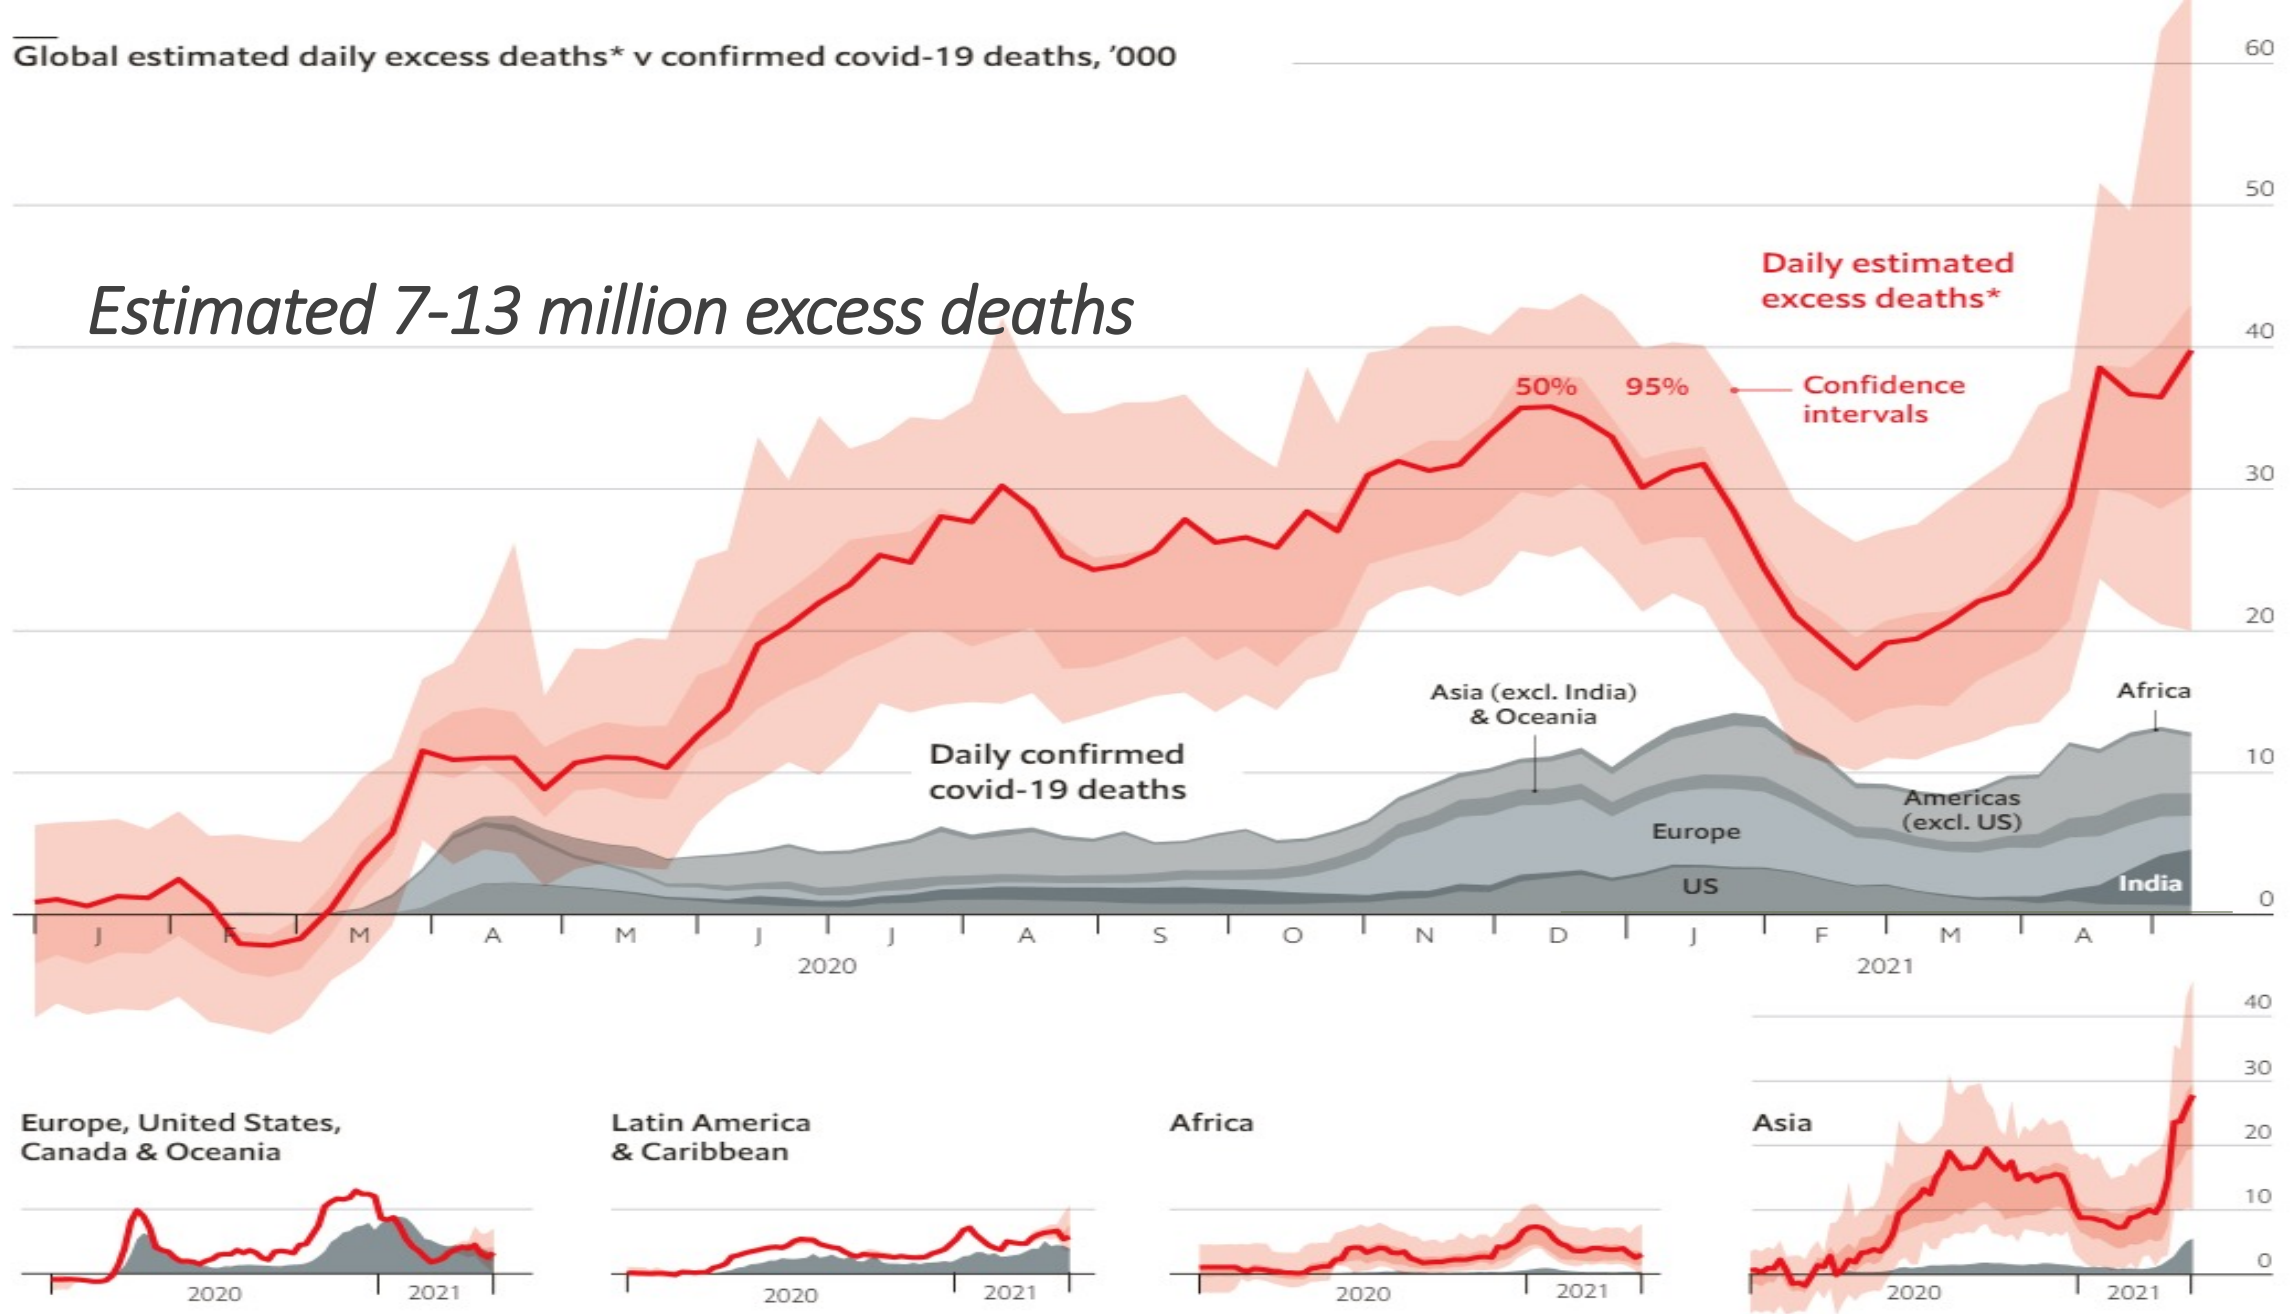 Global estimated daily excess deaths* v confirmed covid-19 deaths, ’000
60
50
Daily estimated
excess deaths*
Estimated 7-13 million excess deaths
40
50%
95%
Confidence
intervals
30
20
Asia (excl. India)
& Oceania
Africa
Daily confirmed
covid-19 deaths
10
Americas
(excl. US)
Europe
US
India
0
J F M A M J J A S O N D J F M A
2020 2021
40
30
20
10
0
Europe, United States,
Canada & Oceania
2020 2021
Latin America
& Caribbean
2020 2021
Africa
2020 2021
Asia
2020 2021